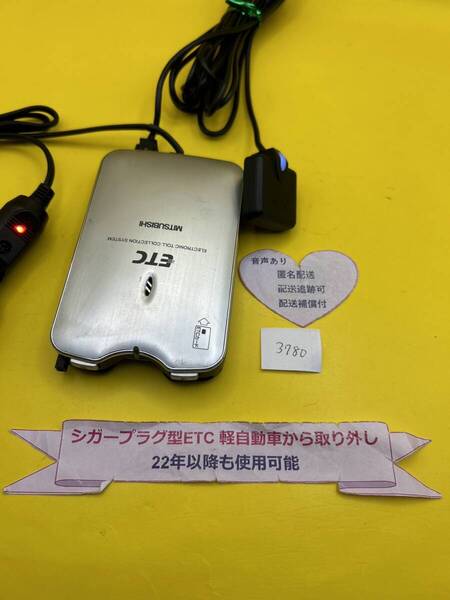 ETC
ELECTRONIC TOLL COLLECTION SYSTEM
MITSUBISHI
音声あり
匿名配送
配送追跡可
配送補償付
3780
シガープラグ型ETC 軽自動車から取り外し
22年以降も使用可能